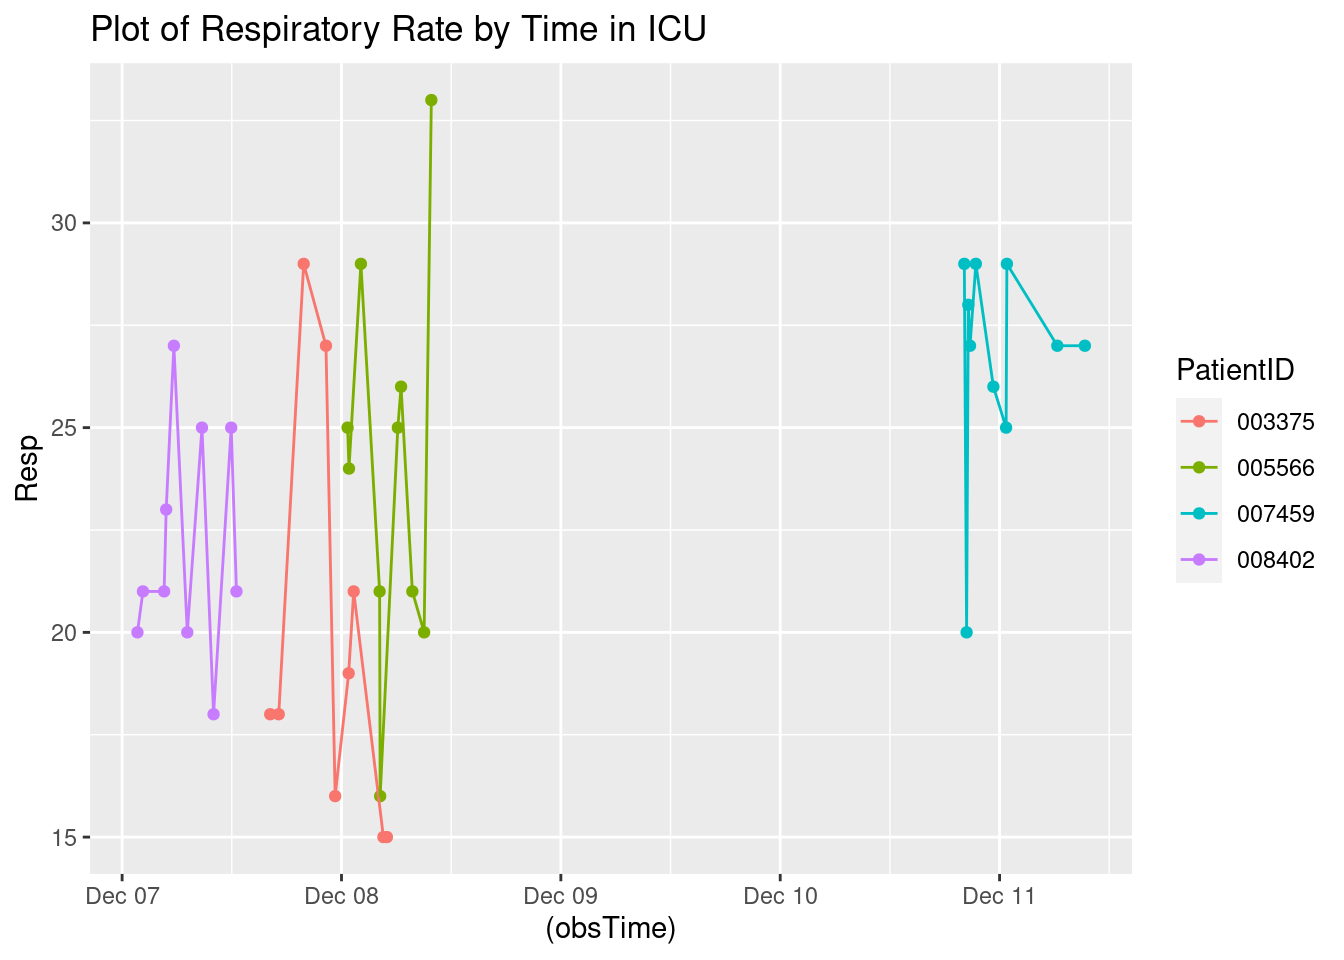 Plot of Respiratory Rate by Time in ICU
Resp
30
25
20
15
Dec 07 Dec 08 Dec 09 Dec 10 Dec 11
(obsTime)
PatientID
003375
005566
007459
008402